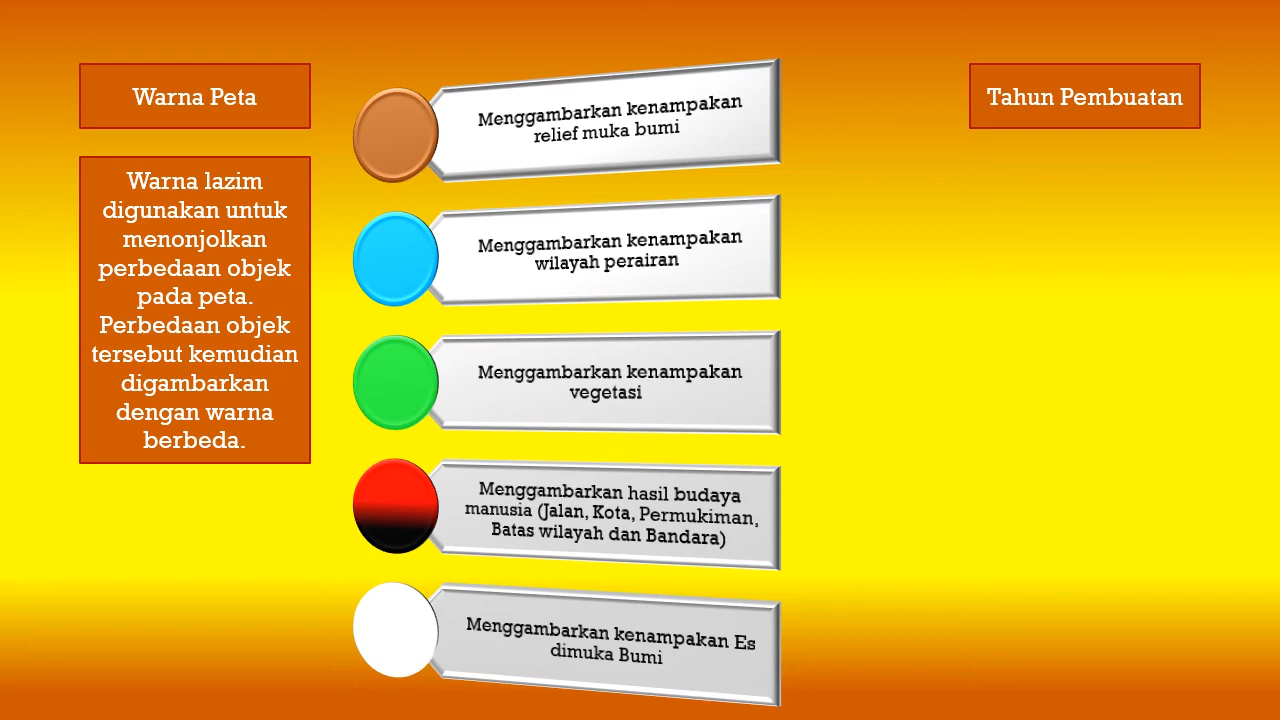 Warna Peta
Warna lazim
digunakan untuk
menonjolkan
perbedaan objek
pada peta.
Perbedaan objek
tersebut kemudian
digambarkan
dengan warna
berbeda.
Menggambarkan kenampakan
relief muka bumi
Menggambarkan kenampakan
wilayah perairan
Menggambarkan kenampakan
vegetasi
Menggambarkan hasil budaya
manusia (Jalan, Kota, Permukiman,
Batas wilayah dan Bandara)
Menggambarkan kenampakan Es
dimuka Bumi
Tahun Pembuatan